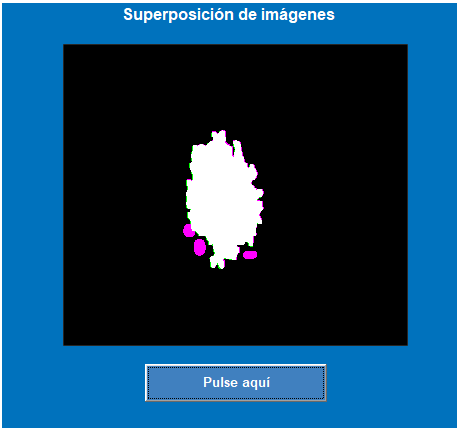 Superposición de imágenes
Pulse aquí